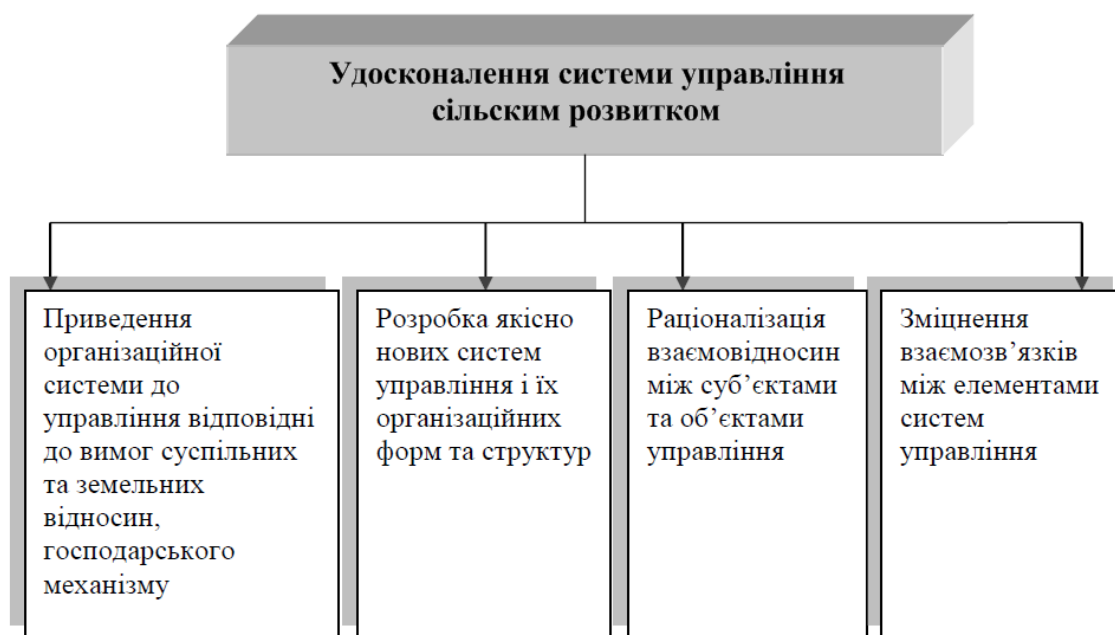 Удосконалення системи управління
сільским розвитком
Приведення
організаційної
системи до
управління відповідні
до вимог суспільних
та земельних
відносин,
господарського
механізму
Розробка якісно
нових систем
управління і їх
організаційних
форм та структур
Раціоналізація
взаємовідносин
між суб’єктами
та об’єктами
управління
Зміцнення
взаємозв’язків
між елементами
систем
управління